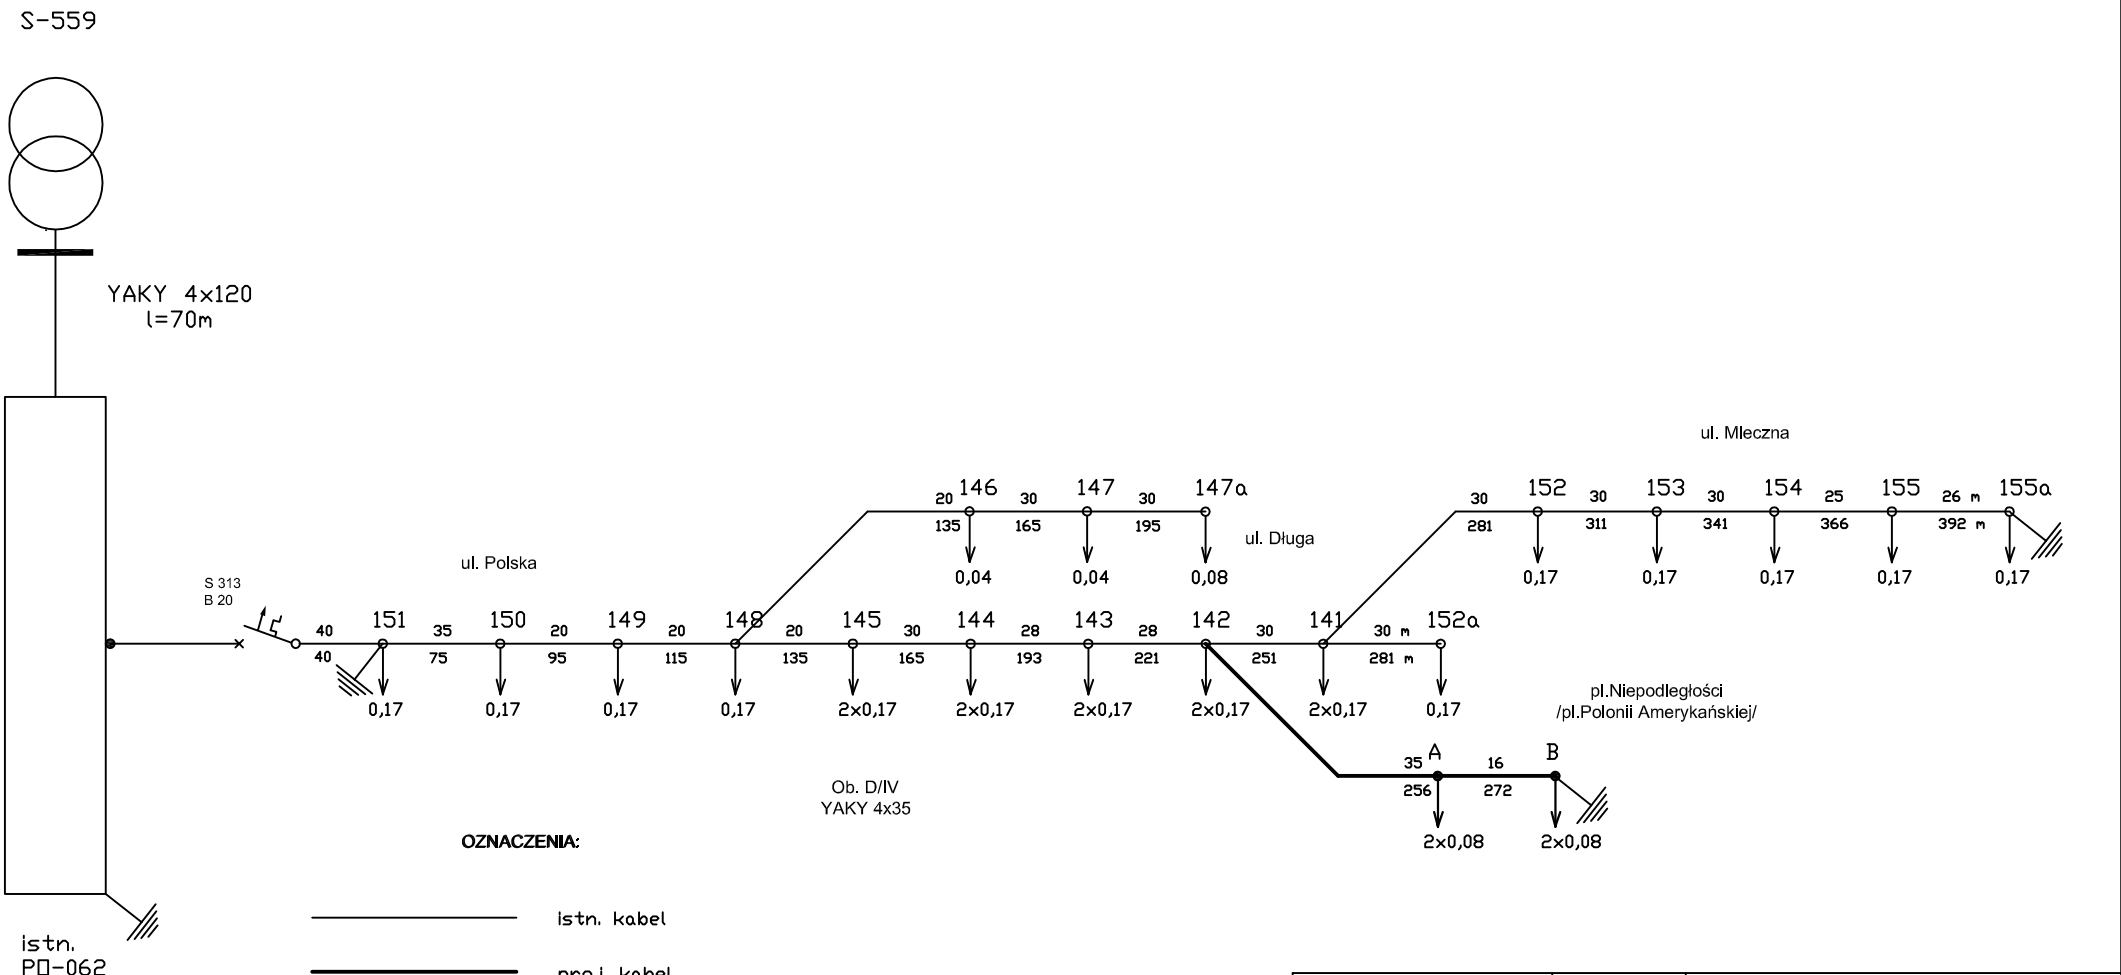 S-559
YAKY 4x120
l=70m
ul. Mleczna
20 146 30 147 30 147a
135 165 195
0,04 0,04 0,08
ul. Długa
30 152 30 153 30 154 25 155 26 m 155a
281 311 341 366 392 m
0,17 0,17 0,17 0,17 0,17
ul. Polska
S 313
B 20
40 151 35 150 20 149 20 148 20 145 30 144 28 143 28 142 30 141 30 m 152a
40 75 95 115 135 165 193 221 251 281 m
0,17 0,17 0,17 0,17 2x0,17 2x0,17 2x0,17 2x0,17 2x0,17 0,17
pl.Niepodległości
/pl.Polonii Amerykańskiej/
35 A 16 B
256 272
2x0,08 2x0,08
Ob. D/IV
YAKY 4x35
OZNACZENIA:
istn. kabel
proj. kabel
istn.
PO-062